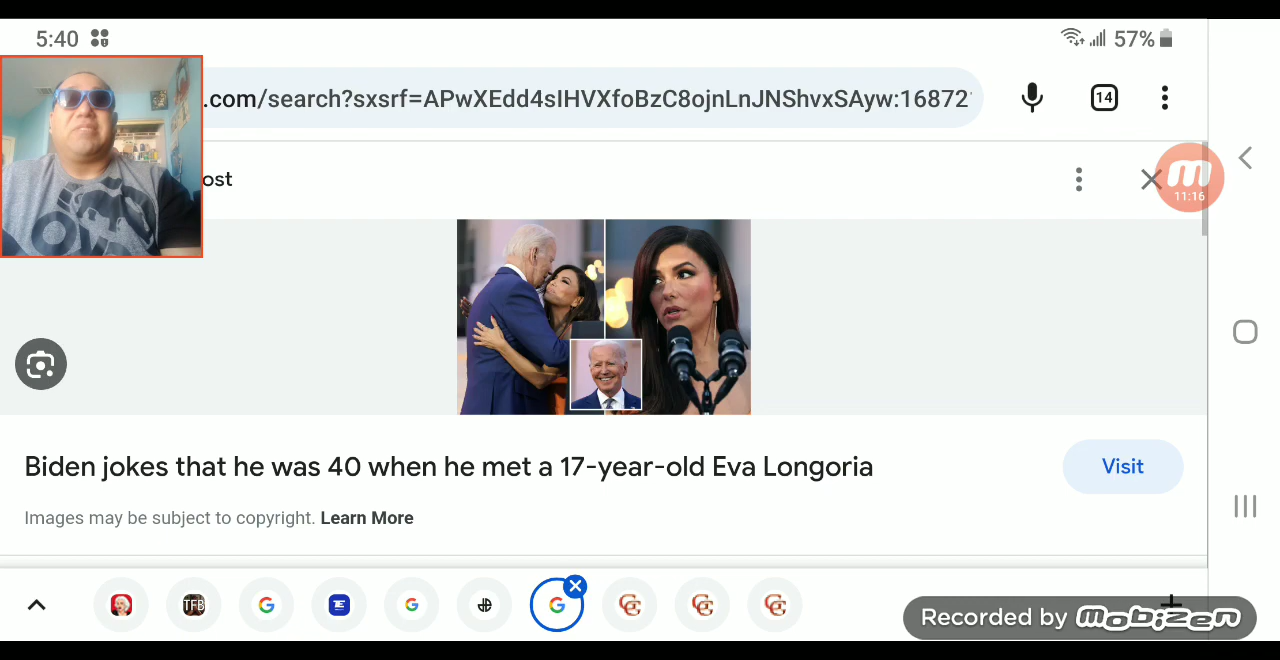 5:40 57%
.com/search?sxsrf=APwXEdd4sIHVXfoBzC8ojnLnJNShvxSAyw:16872 14
ost
11:16
Biden jokes that he was 40 when he met a 17-year-old Eva Longoria
Visit
Images may be subject to copyright. Learn More
TFB
Recorded by mobizen